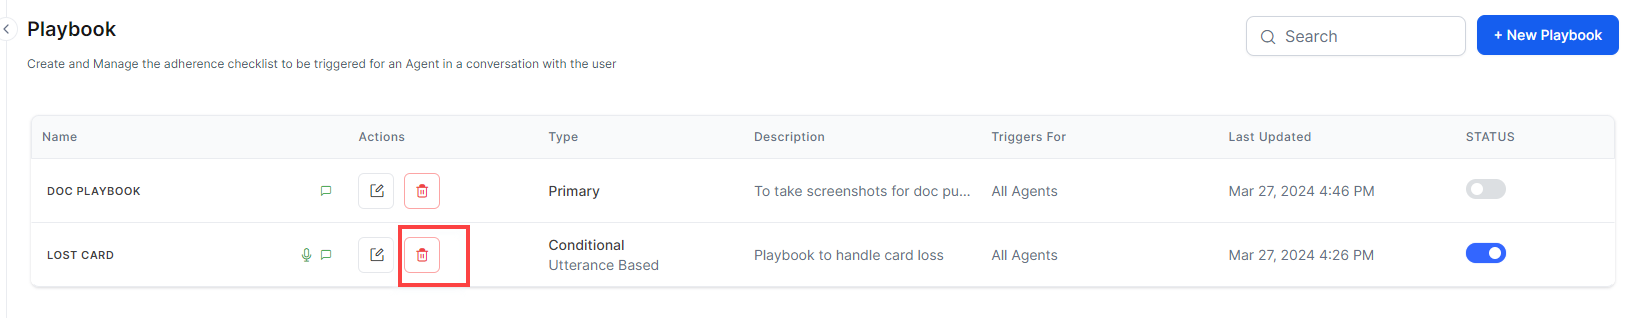 Playbook
Search
+ New Playbook
Create and Manage the adherence checklist to be triggered for an Agent in a conversation with the user
Name Actions Type Description Triggers For Last Updated STATUS
DOC PLAYBOOK Primary To take screenshots for doc pu... All Agents Mar 27, 2024 4:46 PM
LOST CARD Conditional Playbook to handle card loss All Agents Mar 27, 2024 4:26 PM
Utterance Based